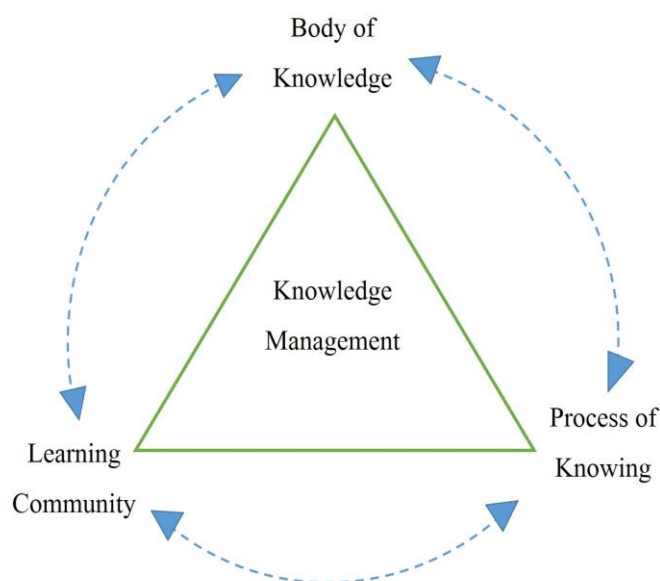 Body of
Knowledge
Knowledge
Management
Process of
Knowing
Learning
Community